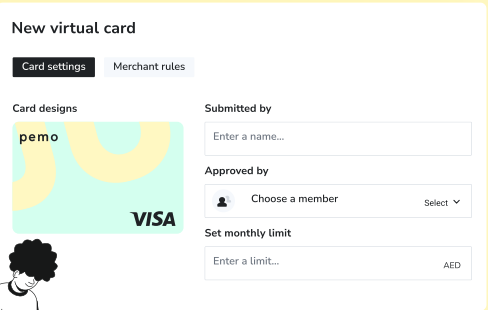 New virtual card
Card settings
Merchant rules
Card designs
pemo
VISA
Submitted by
Enter a name...
Approved by
Choose a member
Select
Set monthly limit
Enter a limit...
AED